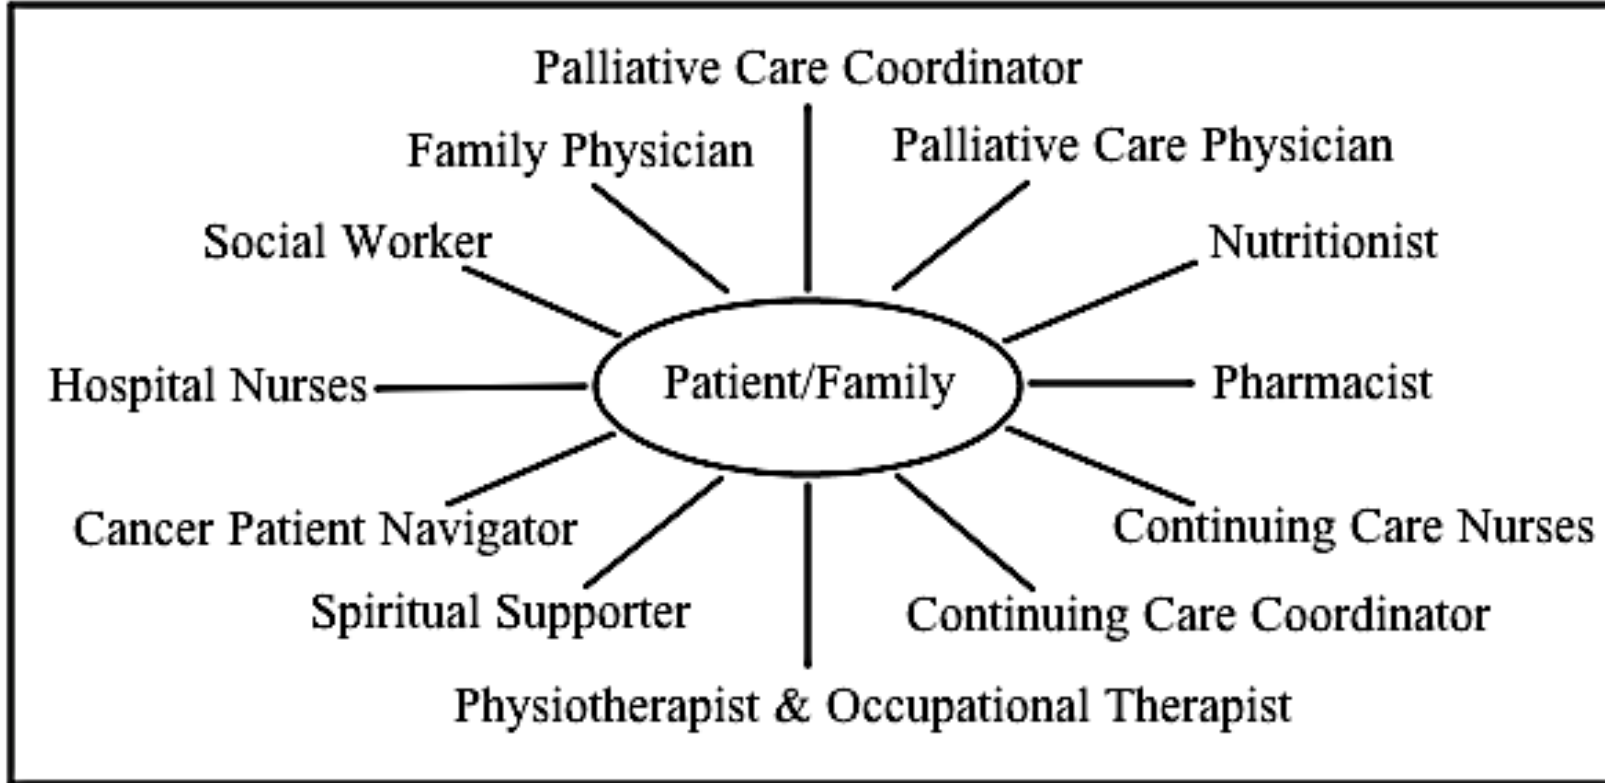 Palliative Care Coordinator
Family Physician
Palliative Care Physician
Social Worker
Nutritionist
Hospital Nurses
Patient/Family
Pharmacist
Cancer Patient Navigator
Continuing Care Nurses
Spiritual Supporter
Continuing Care Coordinator
Physiotherapist & Occupational Therapist